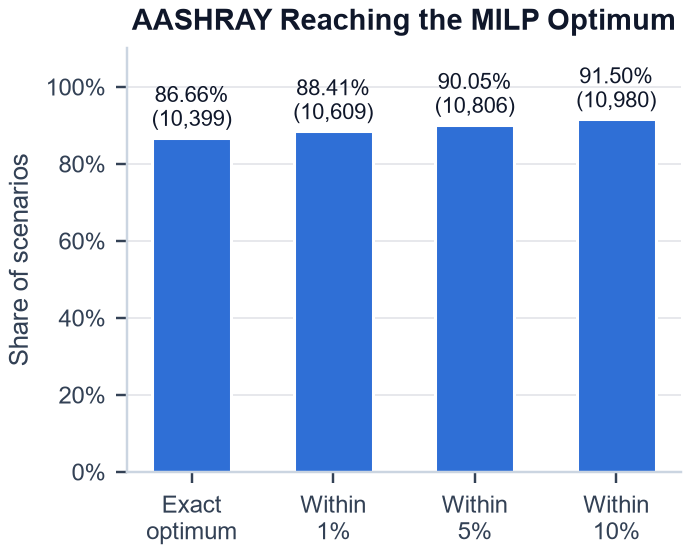 AASHRAY Reaching the MILP Optimum
Share of scenarios
100%
80%
60%
40%
20%
0%
86.66%
(10,399)
88.41%
(10,609)
90.05%
(10,806)
91.50%
(10,980)
Exact
optimum
Within
1%
Within
5%
Within
10%